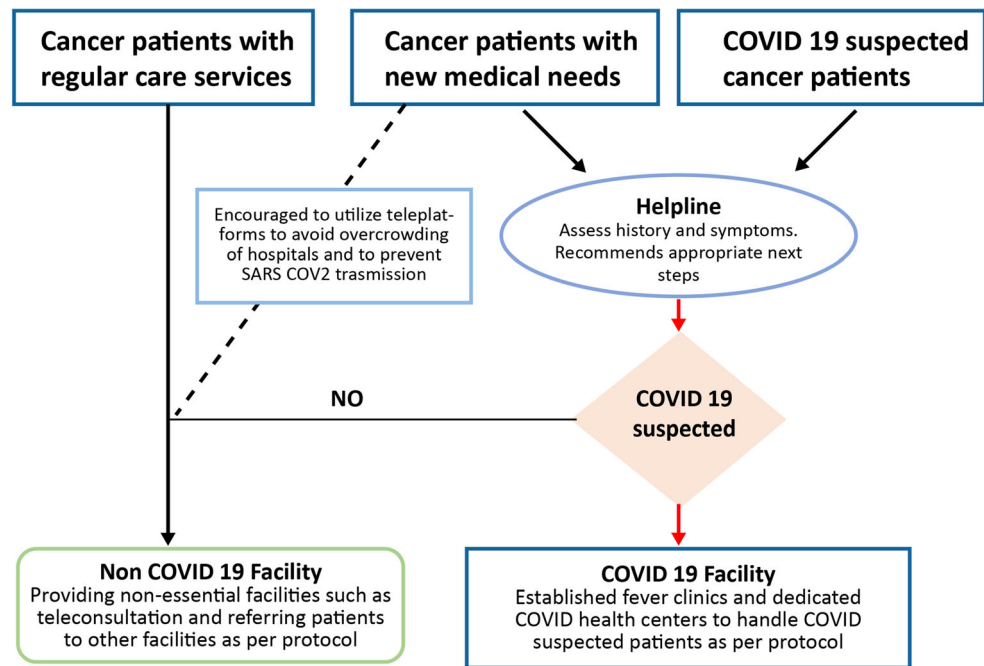 Cancer patients with
regular care services
Cancer patients with
new medical needs
COVID 19 suspected
cancer patients
Encouraged to utilize teleplat-
forms to avoid overcrowding
of hospitals and to prevent
SARS COV2 trasmission
Helpline
Assess history and symptoms.
Recommends appropriate next
steps
NO
COVID 19
suspected
Non COVID 19 Facility
Providing non-essential facilities such as
teleconsultation and referring patients
to other facilities as per protocol
COVID 19 Facility
Established fever clinics and dedicated
COVID health centers to handle COVID
suspected patients as per protocol